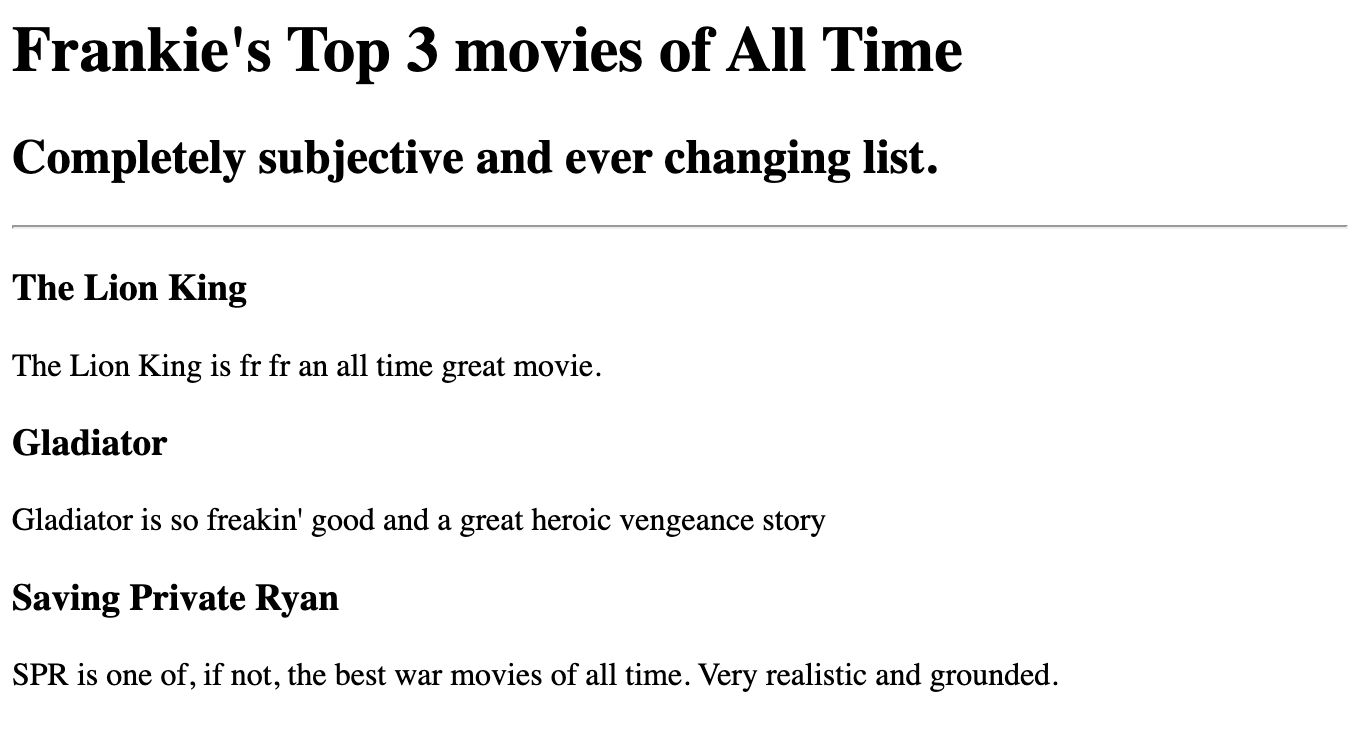 Frankie's Top 3 movies of All Time
Completely subjective and ever changing list.
The Lion King
The Lion King is fr fr an all time great movie.
Gladiator
Gladiator is so freakin' good and a great heroic vengeance story
Saving Private Ryan
SPR is one of, if not, the best war movies of all time. Very realistic and grounded.